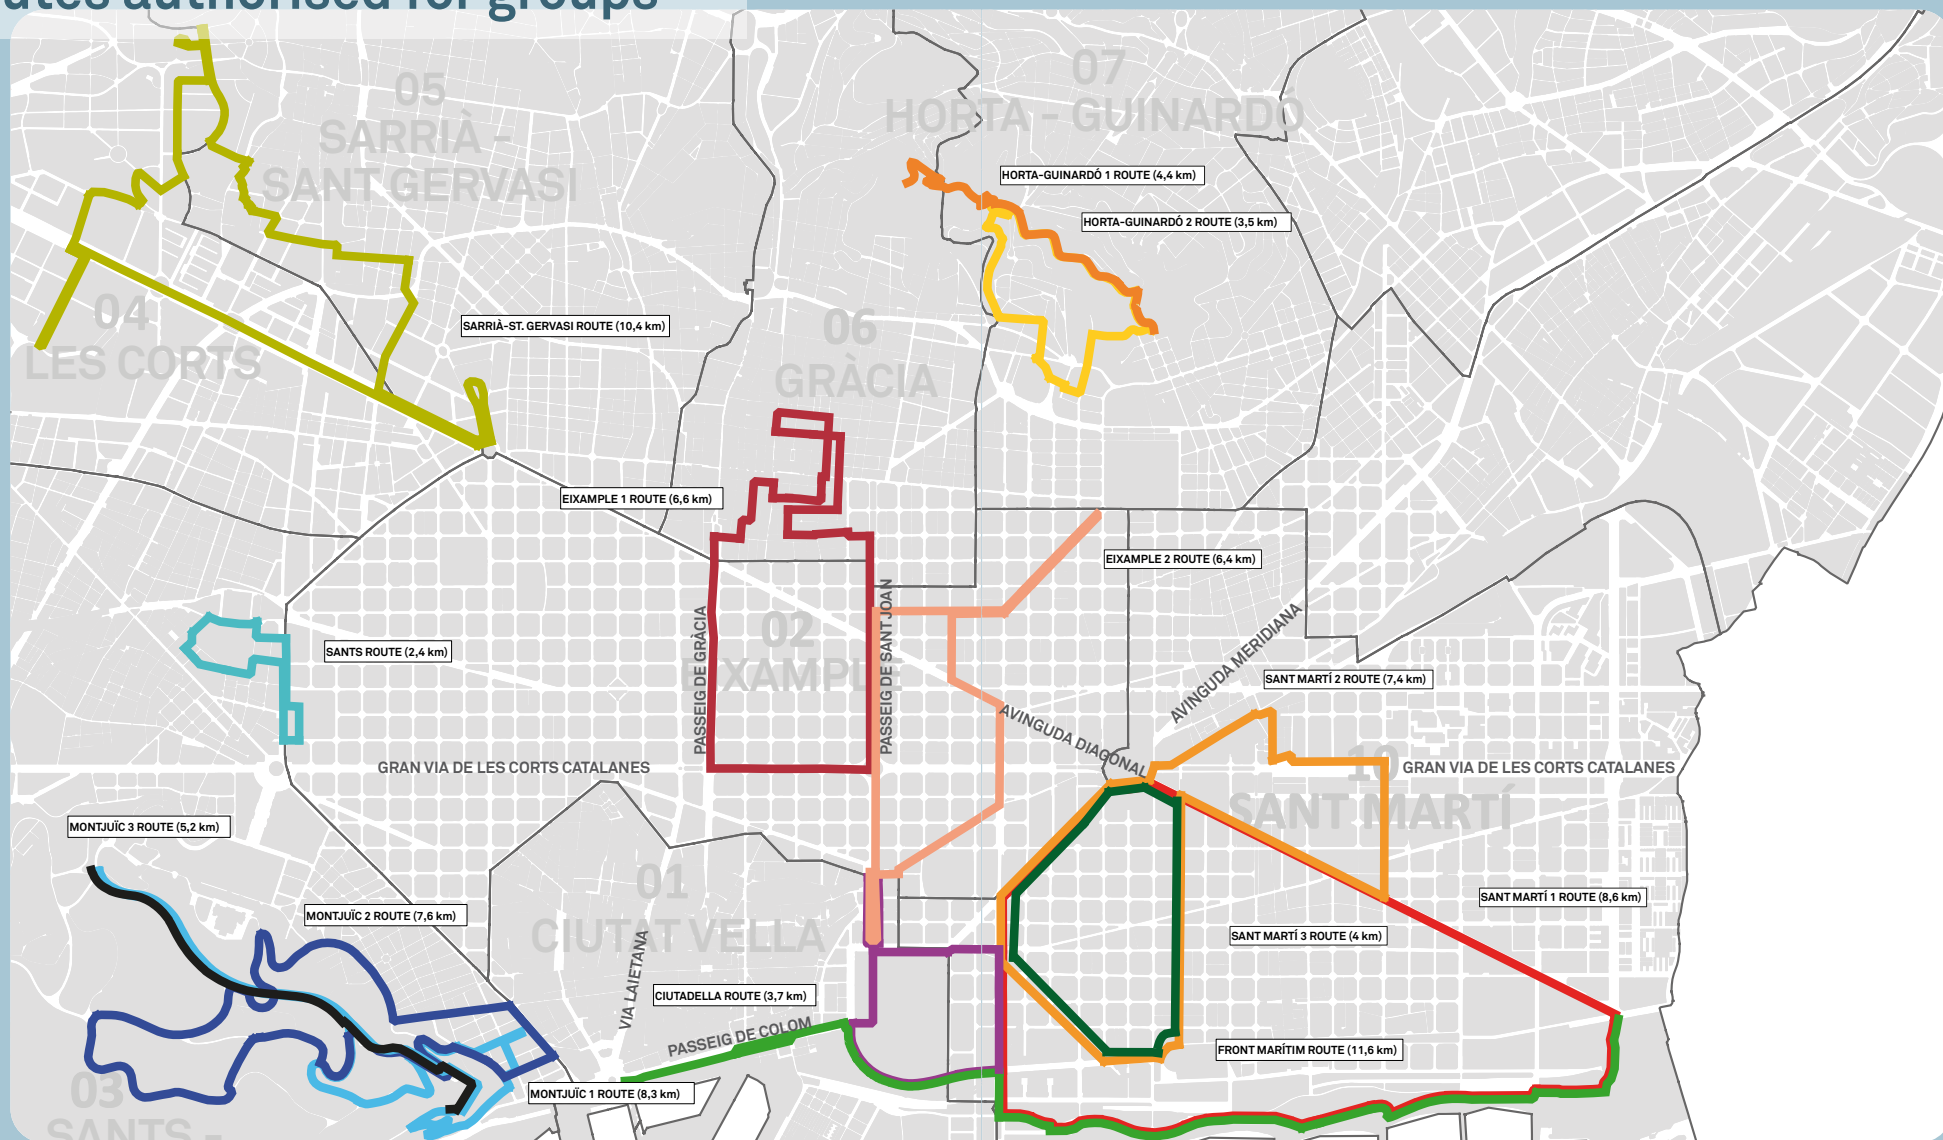 utes authorised for groups
05
SARRIÀ -
SANT GERVASI
07
HORTA - GUINARDÓ
HORTA-GUINARDÓ 1 ROUTE (4,4 km)
HORTA-GUINARDÓ 2 ROUTE (3,5 km)
04
LES CORTS
SARRIÀ-ST. GERVASI ROUTE (10,4 km)
06
GRÀCIA
EIXAMPLE 1 ROUTE (6,6 km)
EIXAMPLE 2 ROUTE (6,4 km)
PASSEIG DE GRÀCIA
02
EIXAMPLE
PASSEIG DE SANT JOAN
AVINGUDA MERIDIANA
SANTS ROUTE (2,4 km)
SANT MARTÍ 2 ROUTE (7,4 km)
AVINGUDA DIAGONAL
GRAN VIA DE LES CORTS CATALANES
10
SANT MARTÍ
GRAN VIA DE LES CORTS CATALANES
MONTJUÏC 3 ROUTE (5,2 km)
01
CIUTAT VELLA
SANT MARTÍ 1 ROUTE (8,6 km)
MONTJUÏC 2 ROUTE (7,6 km)
SANT MARTÍ 3 ROUTE (4 km)
VIA LAIETANA
CIUTADELLA ROUTE (3,7 km)
PASSEIG DE COLOM
FRONT MARÍTIM ROUTE (11,6 km)
MONTJUÏC 1 ROUTE (8,3 km)
03
SANTS -